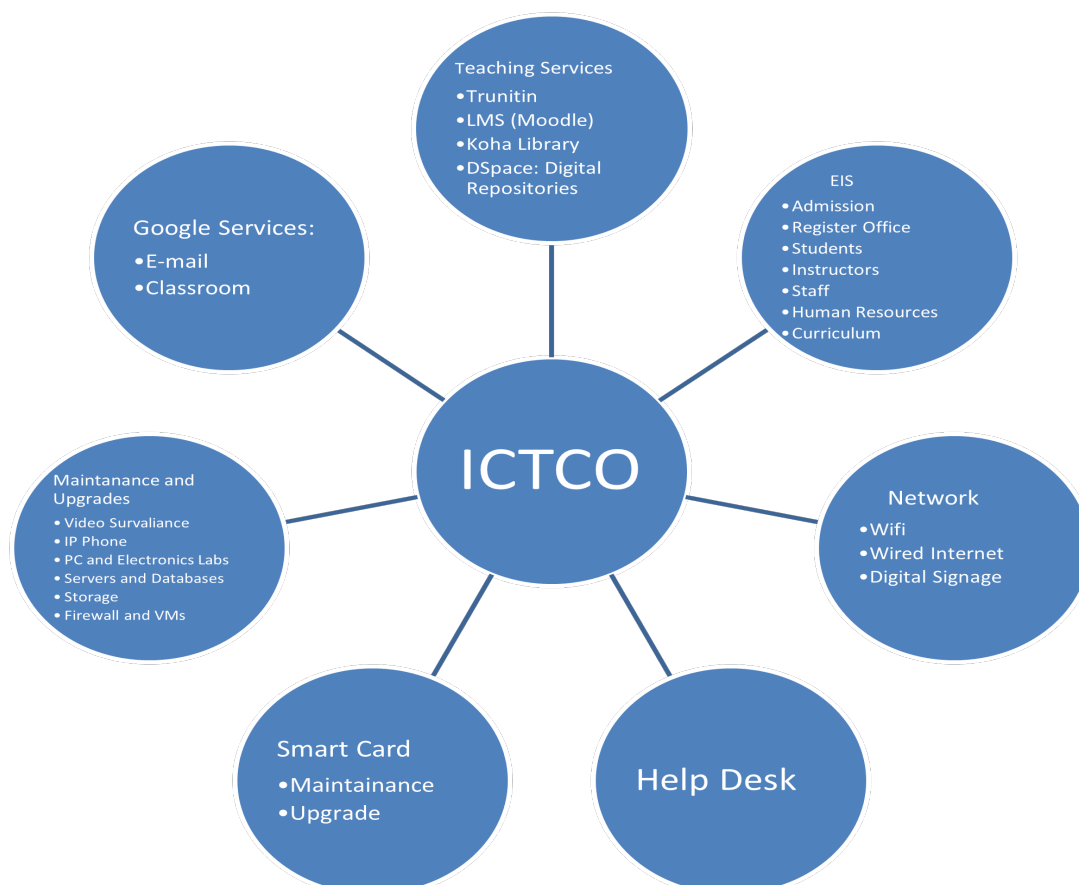 Teaching Services
•Trunitin
•LMS (Moodle)
•Koha Library
•DSpace: Digital
Repositories
EIS
•Admission
•Register Office
•Students
•Instructors
•Staff
•Human Resources
•Curriculum
Google Services:
•E-mail
•Classroom
ICTCO
Maintanance and
Upgrades
•Video Survaliance
•IP Phone
•PC and Electronics Labs
•Servers and Databases
•Storage
•Firewall and VMs
Network
•Wifi
•Wired Internet
•Digital Signage
Smart Card
•Maintainance
•Upgrade
Help Desk